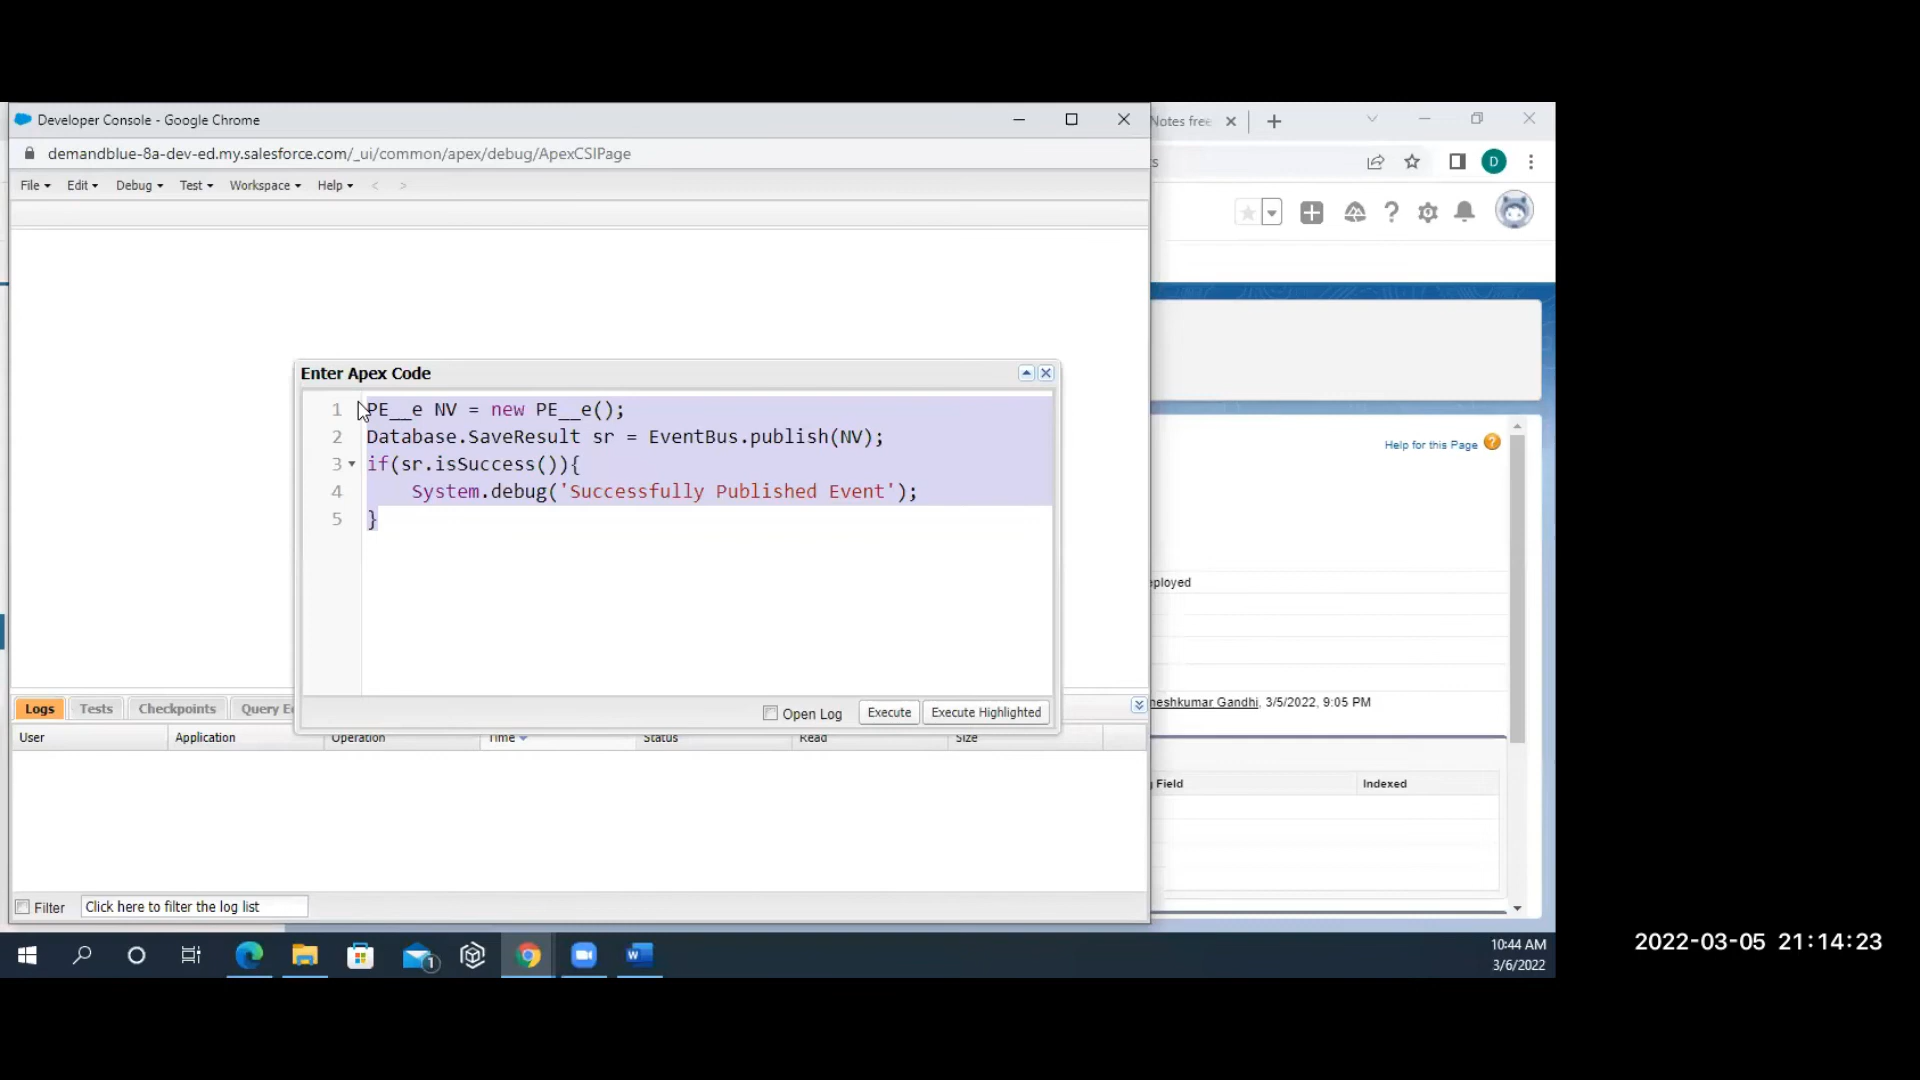 Developer Console - Google Chrome
Notes free
demandblue-8a-dev-ed.my.salesforce.com/_ui/common/apex/debug/ApexCSIPage
D
File Edit Debug Test Workspace Help < >
Enter Apex Code
1 PE__e NV = new PE__e();
2 Database.SaveResult sr = EventBus.publish(NV);
3 if(sr.isSuccess()){
4 System.debug('Successfully Published Event');
5 }
Help for this Page ?
eployed
neshkumar Gandhi, 3/5/2022, 9:05 PM
Open Log Execute Execute Highlighted
Logs Tests Checkpoints Query E
User Application Operation Time Status Read Size
Field Indexed
Filter Click here to filter the log list
1
10:44 AM
3/6/2022
2022-03-05 21:14:23